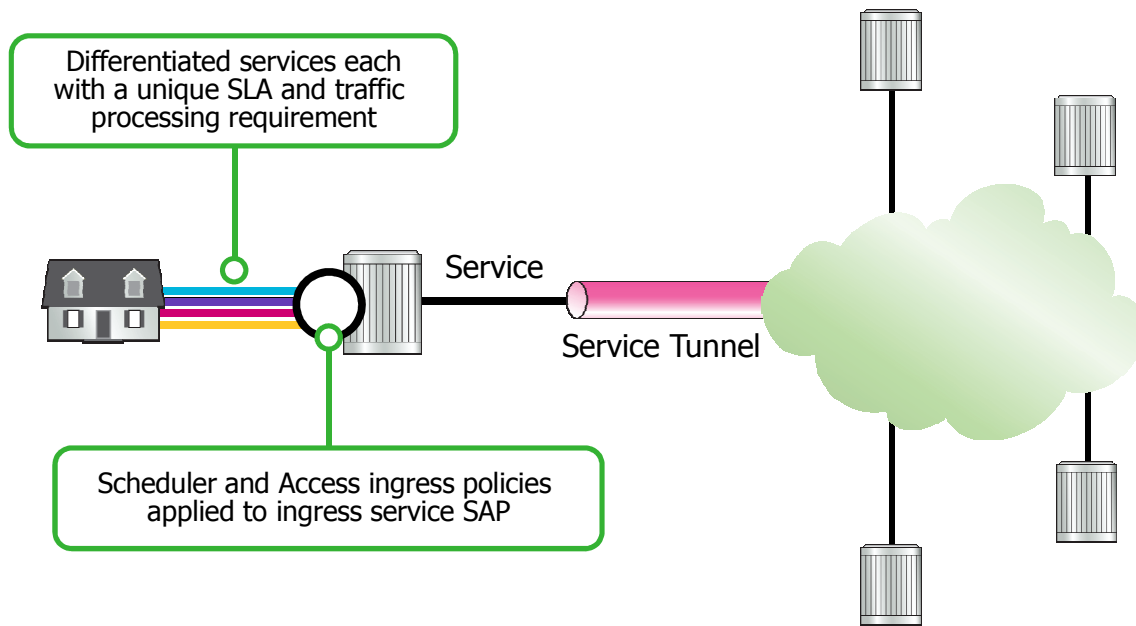 Differentiated services each
with a unique SLA and traffic
processing requirement
Service
Service Tunnel
Scheduler and Access ingress policies
applied to ingress service SAP